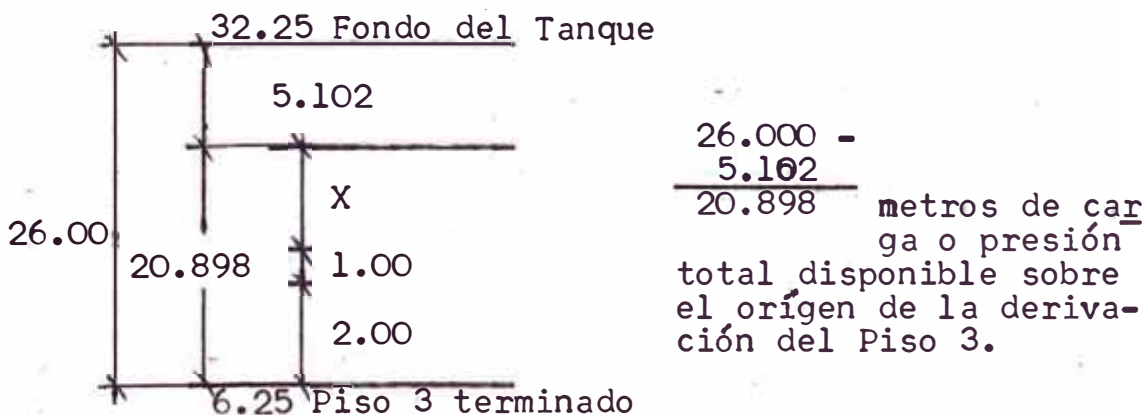 32.25 Fondo del Tanque
5.102
X
26.00
20.898
1.00
2.00
6.25 Piso 3 terminado
26.000 -
5.102
20.898 metros de car
ga o presión
total disponible sobre
el orígen de la deriva-
ción del Piso 3.